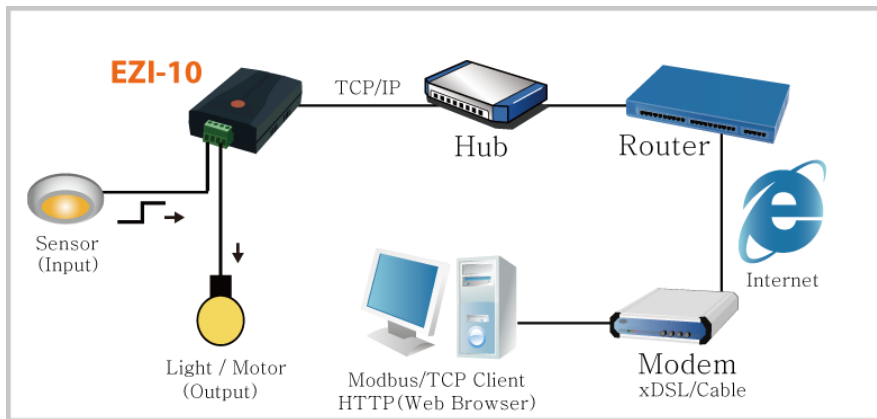 EZI-10
TCP/IP
Hub
Router
Sensor
(Input)
Internet
Light / Motor
(Output)
Modbus/TCP Client
HTTP(Web Browser)
Modem
xDSL/Cable